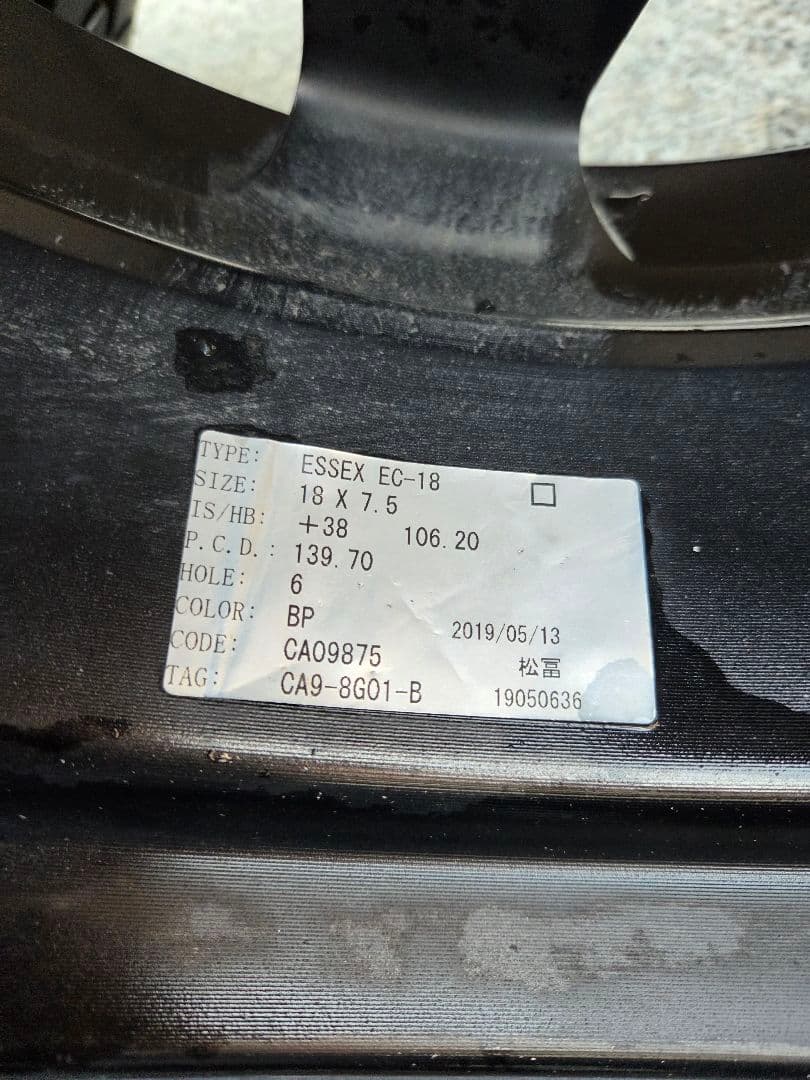 TYPE: ESSEX EC-18 □
SIZE: 18 X 7.5
IS/HB: +38 106.20
P.C.D.: 139.70
HOLE: 6
COLOR: BP 2019/05/13
CODE: CA09875 松冨
TAG: CA9-8G01-B 19050636